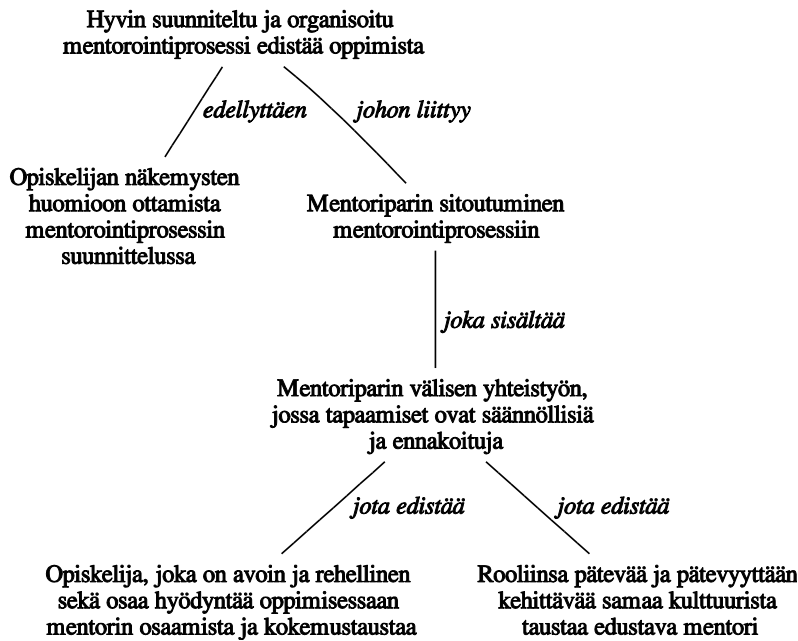 Hyvin suunniteltu ja organisoitu
mentorointiprosessi edistää oppimista
edellyttäen
johon liittyy
Opiskelijan näkemysten
huomioon ottamista
mentorointiprosessin
suunnittelussa
Mentoriparin sitoutuminen
mentorointiprosessiin
joka sisältää
Mentoriparin välisen yhteistyön,
jossa tapaamiset ovat säännöllisiä
ja ennakoituja
jota edistää
jota edistää
Opiskelija, joka on avoin ja rehellinen
sekä osaa hyödyntää oppimisessaan
mentorin osaamista ja kokemustaustaa
Rooliinsa pätevää ja pätevyyttään
kehittävää samaa kulttuurista
taustaa edustava mentori